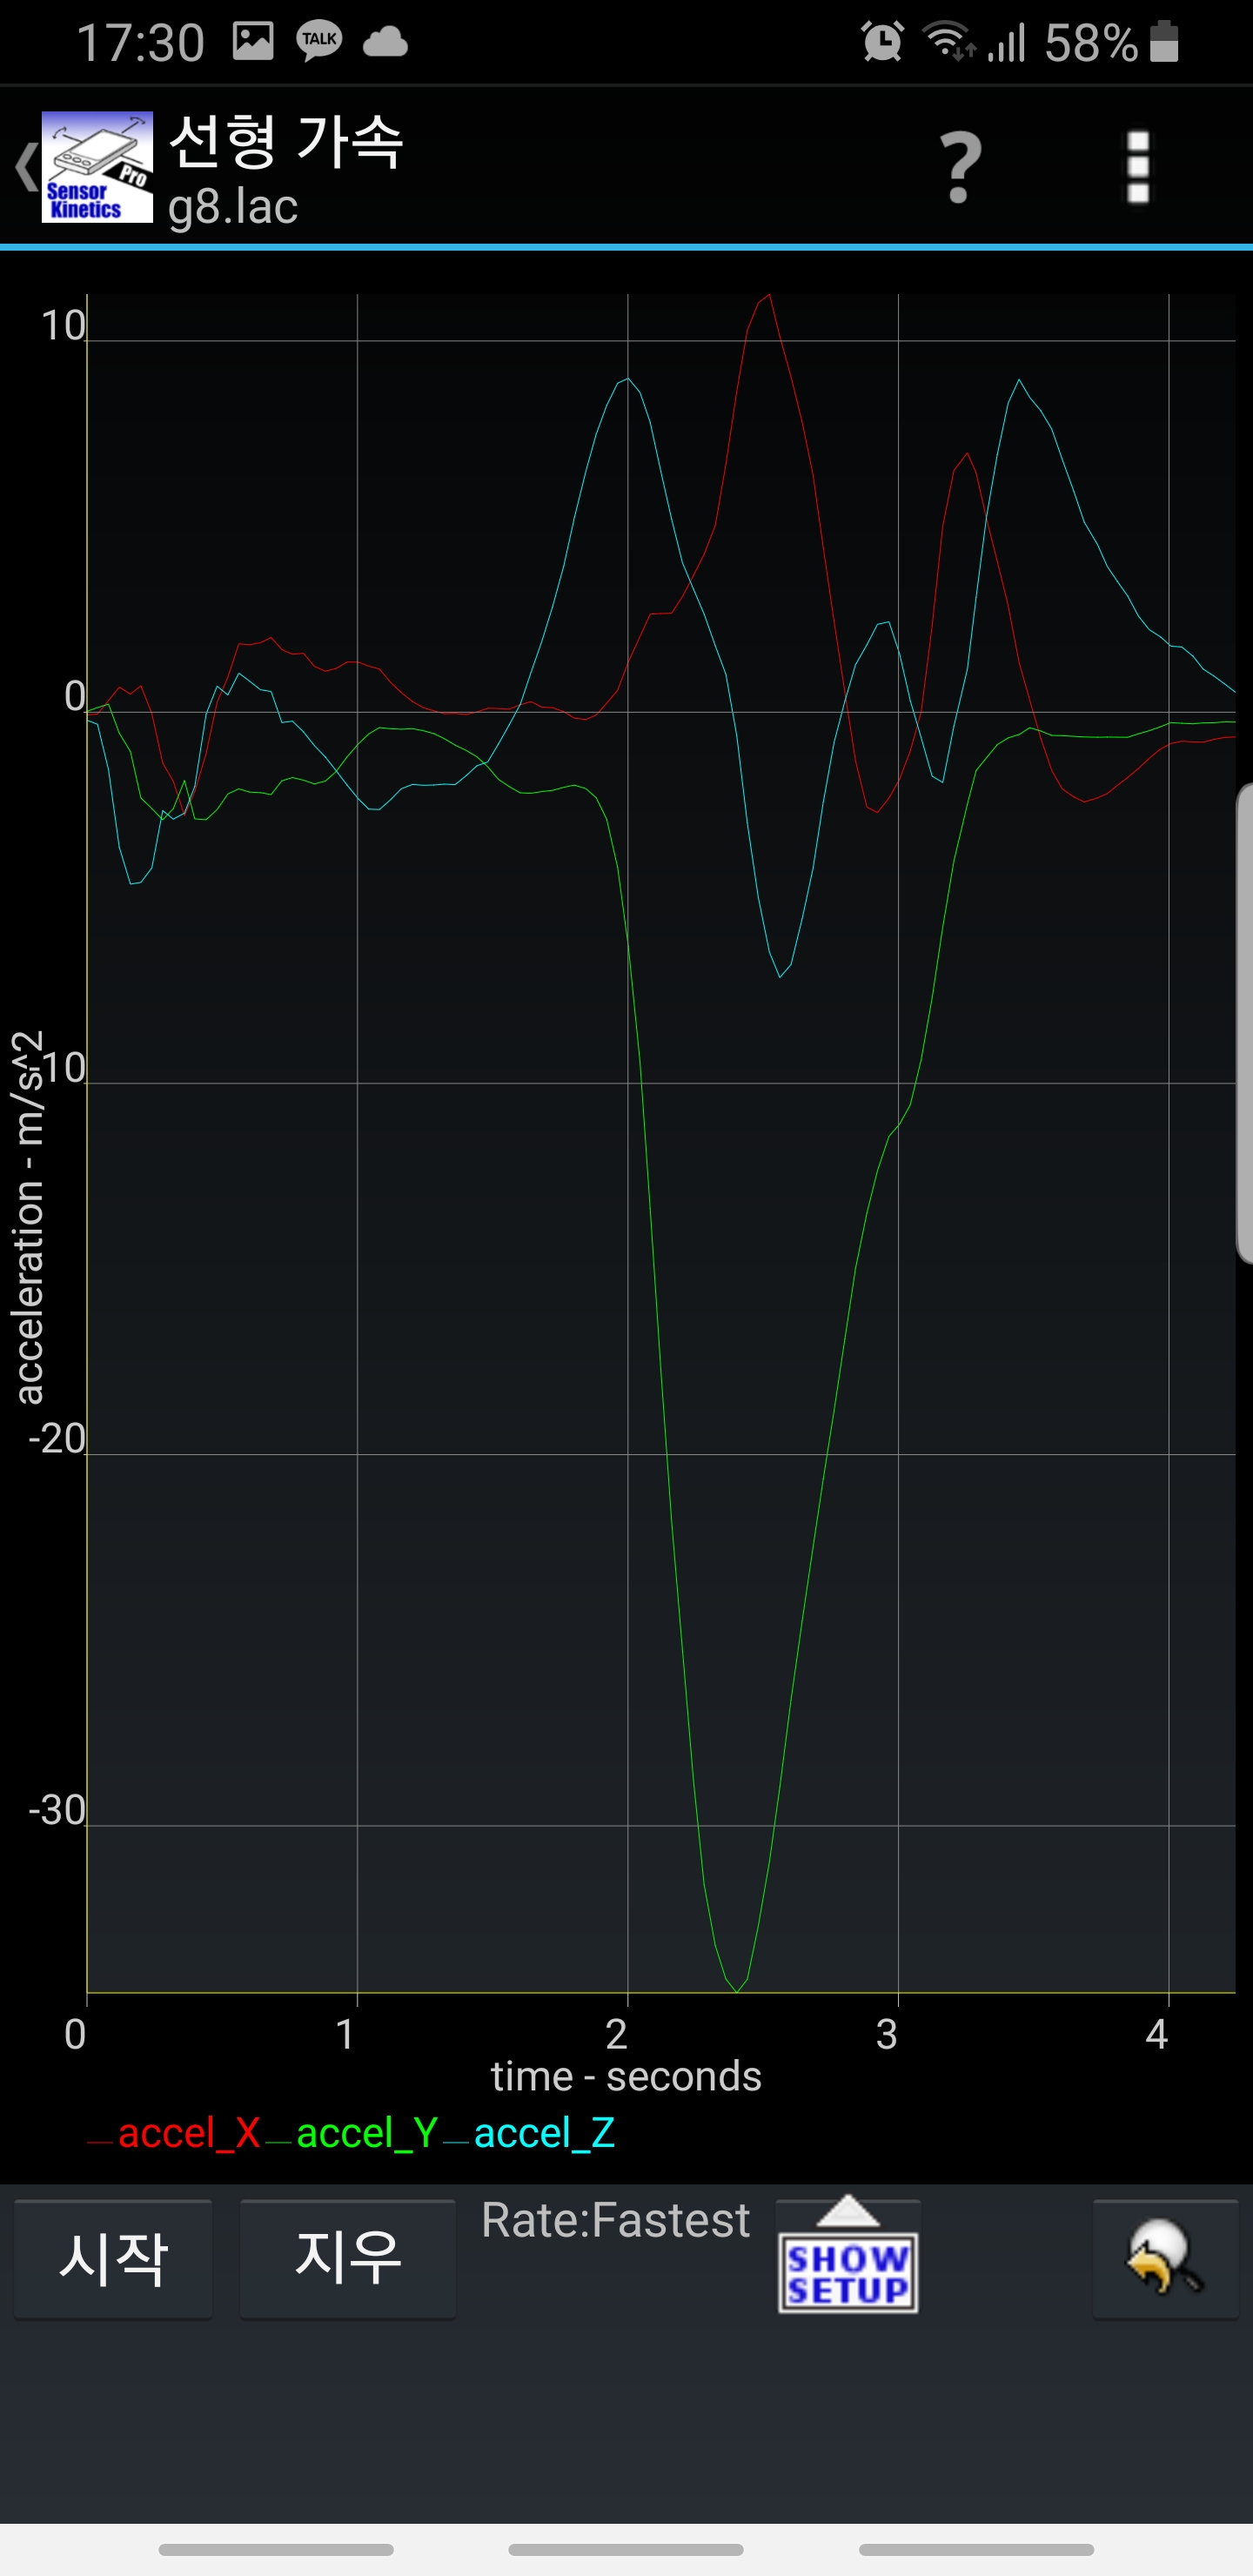 17:30 TALK 58%
선형 가속
g8.lac
Sensor
Kinetics
Pro
?
10
0
-10
-20
-30
acceleration - m/s^2
0 1 2 3 4
time - seconds
accel_X accel_Y accel_Z
시작 지우 Rate:Fastest
SHOW
SETUP